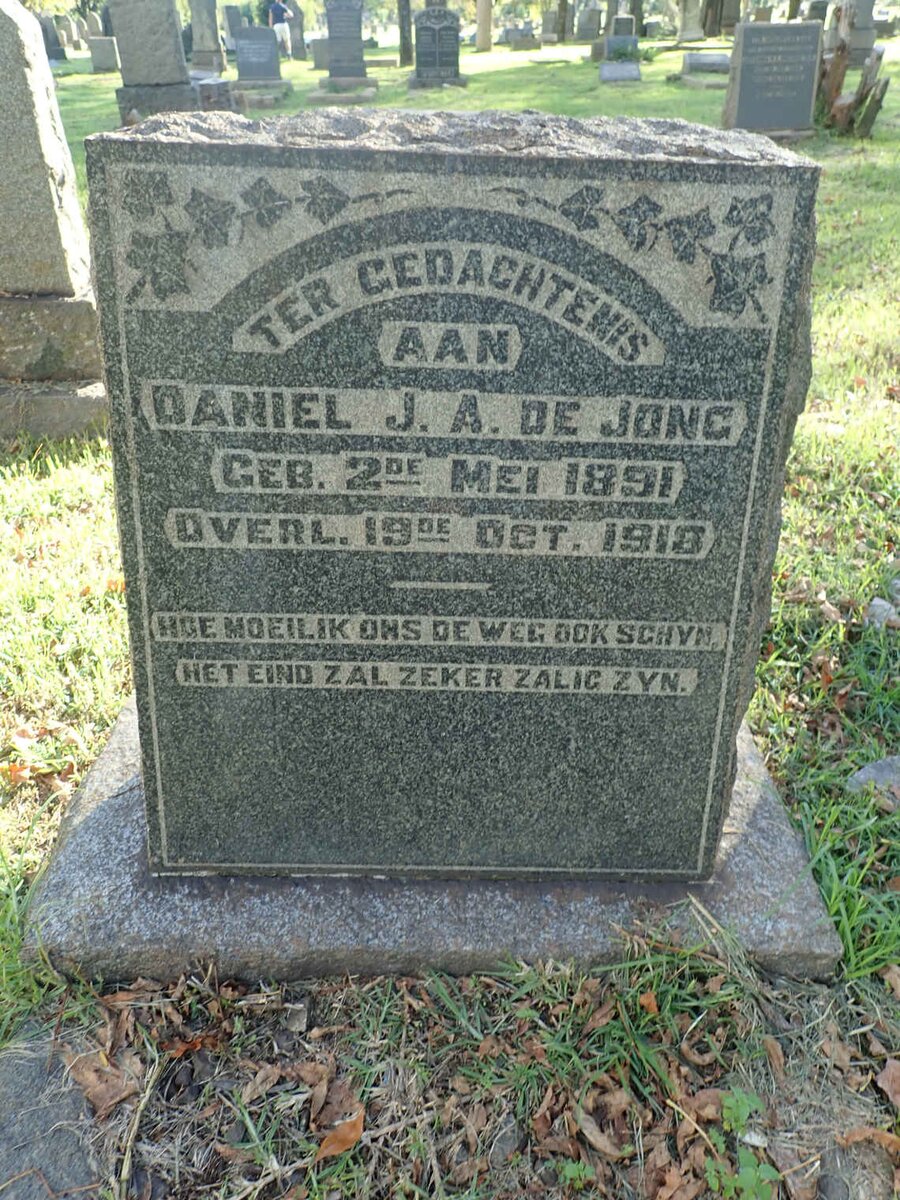 TER GEDACHTENIS
AAN
DANIEL J. A. DE JONG
GEB. 2DE MEI 1891
OVERL. 19DE OCT. 1918
HOE MOEILIK ONS DE WEG OOK SCHYN,
HET EIND ZAL ZEKER ZALIG ZYN.